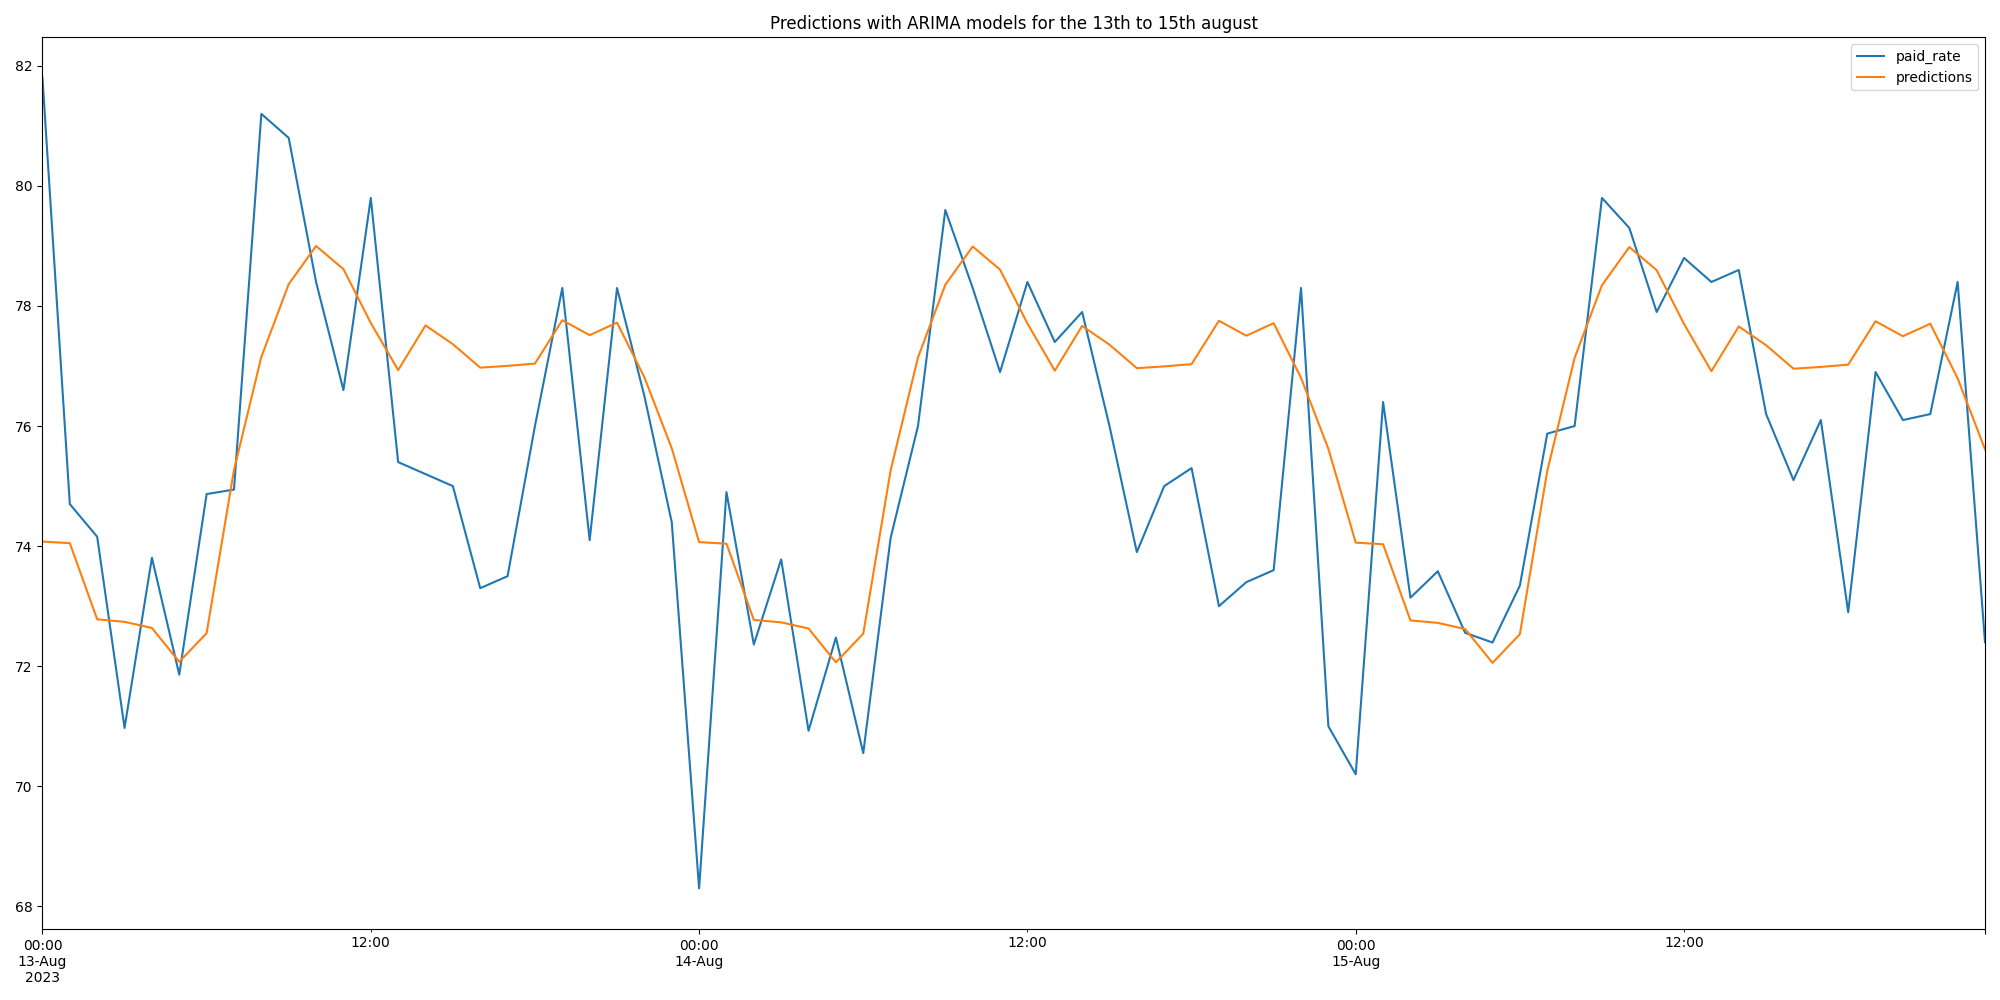 Predictions with ARIMA models for the 13th to 15th august
paid_rate
predictions
82
80
78
76
74
72
70
68
00:00
13-Aug
2023
12:00
00:00
14-Aug
12:00
00:00
15-Aug
12:00